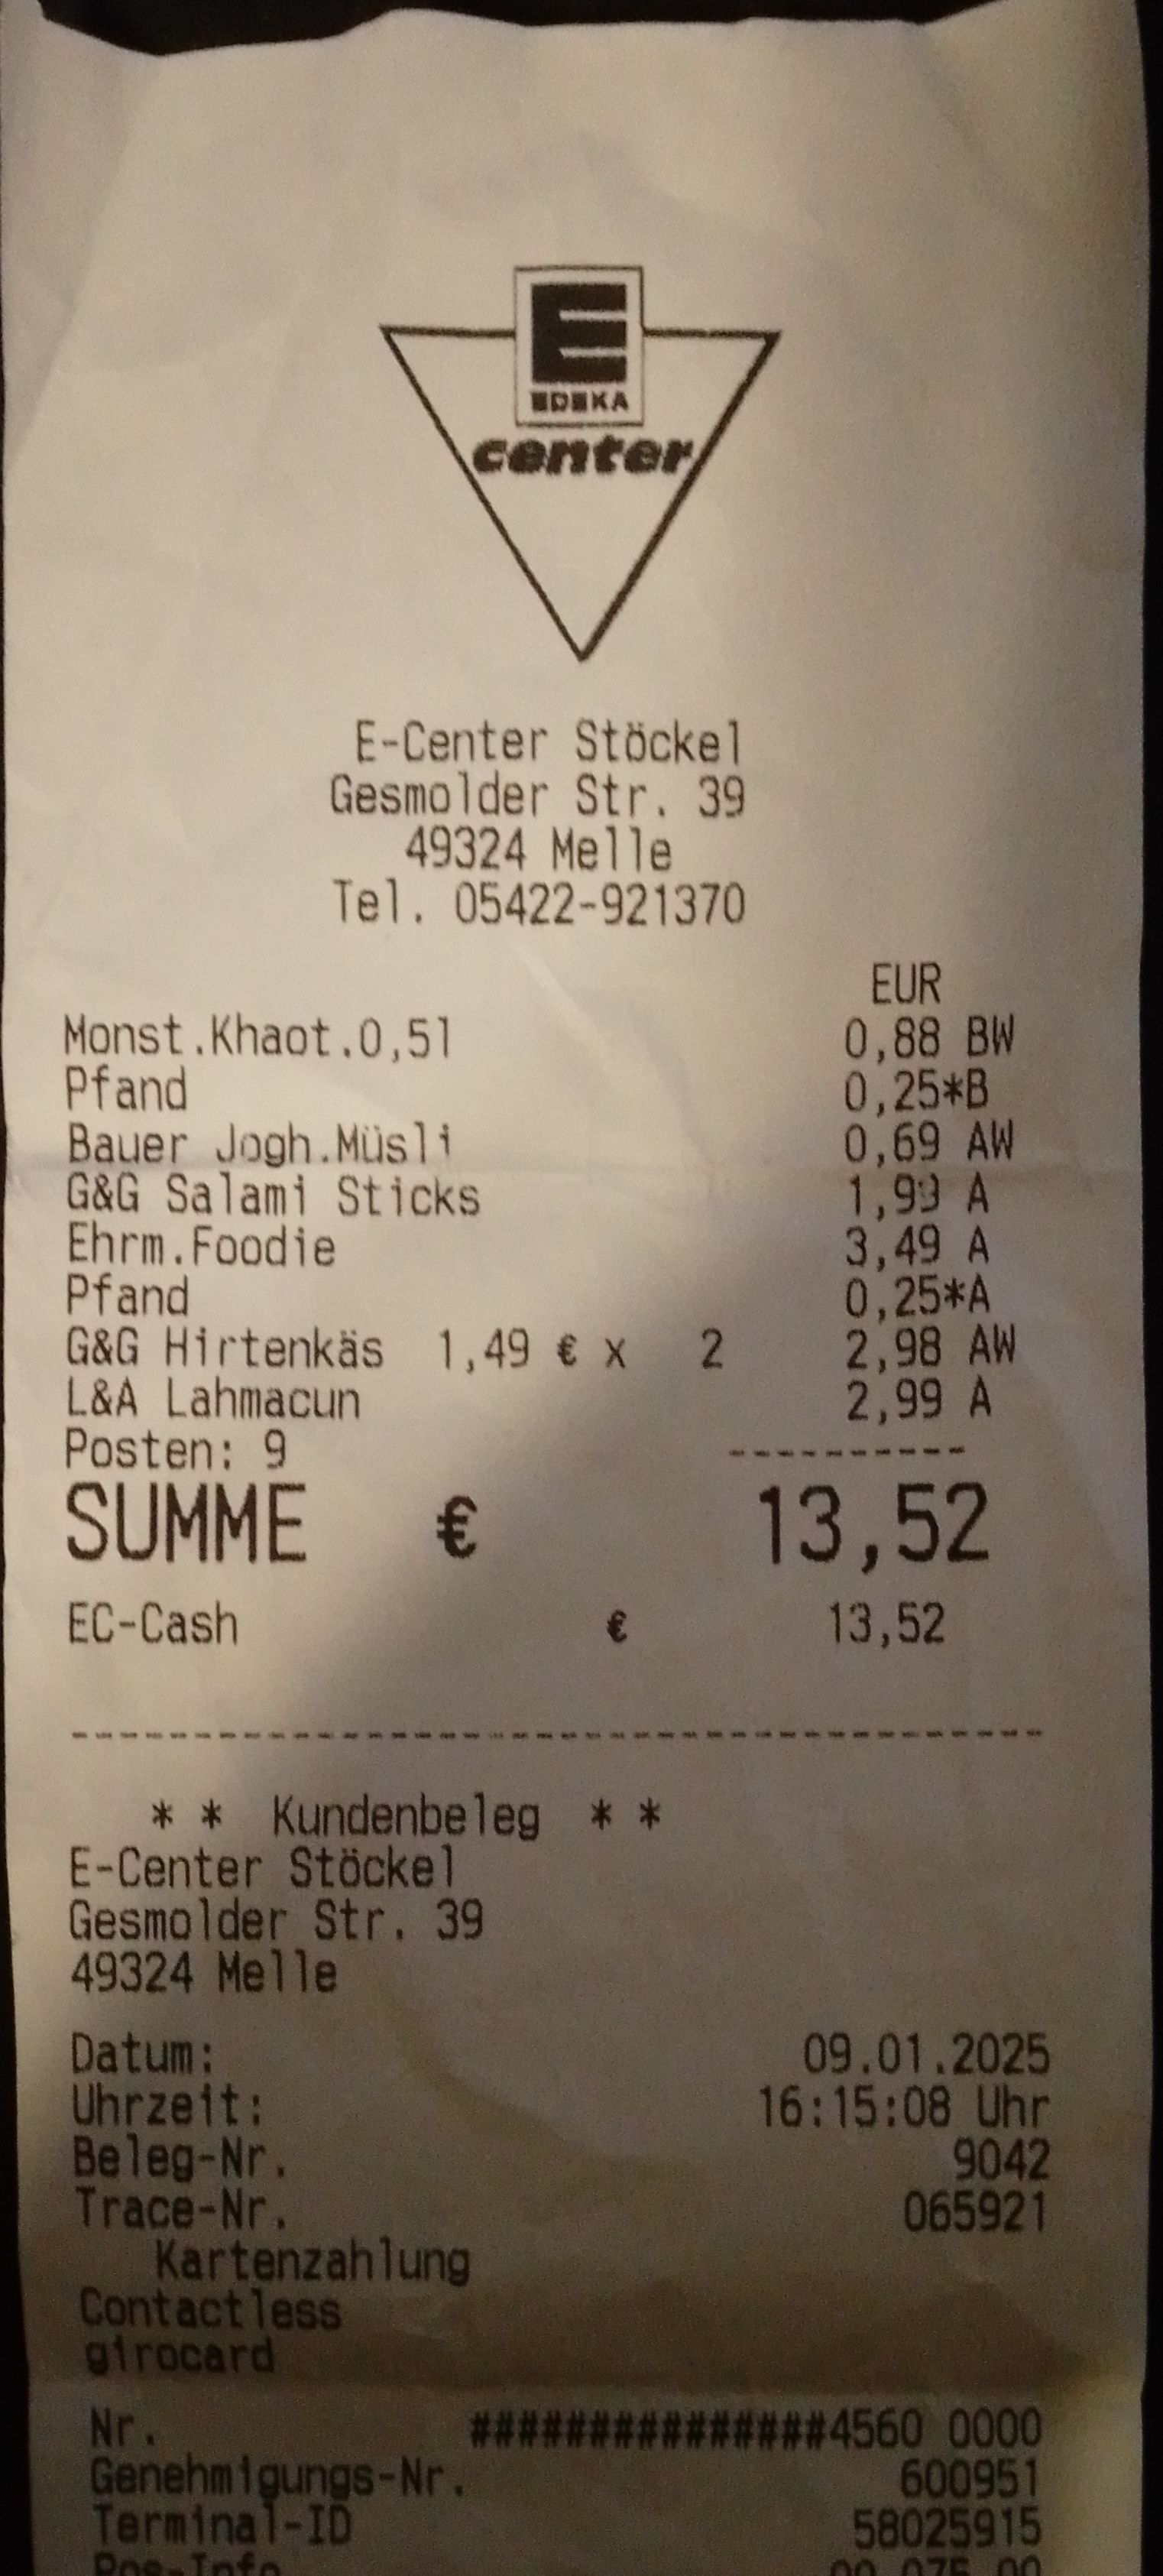 E
EDEKA
center
E-Center Stöckel
Gesmolder Str. 39
49324 Melle
Tel. 05422-921370
EUR
Monst.Khaot.0,5l 0,88 BW
Pfand 0,25*B
Bauer Jogh.Müsli 0,69 AW
G&G Salami Sticks 1,99 A
Ehrm.Foodie 3,49 A
Pfand 0,25*A
G&G Hirtenkäs 1,49 € x 2 2,98 AW
L&A Lahmacun 2,99 A
Posten: 9 ----------
SUMME € 13,52
EC-Cash € 13,52
----------------------------------------
* * Kundenbeleg * *
E-Center Stöckel
Gesmolder Str. 39
49324 Melle
Datum: 09.01.2025
Uhrzeit: 16:15:08 Uhr
Beleg-Nr. 9042
Trace-Nr. 065921
Kartenzahlung
Contactless
girocard
Nr. ###############4560 0000
Genehmigungs-Nr. 600951
Terminal-ID 58025915
Pos-Info 00 075 00